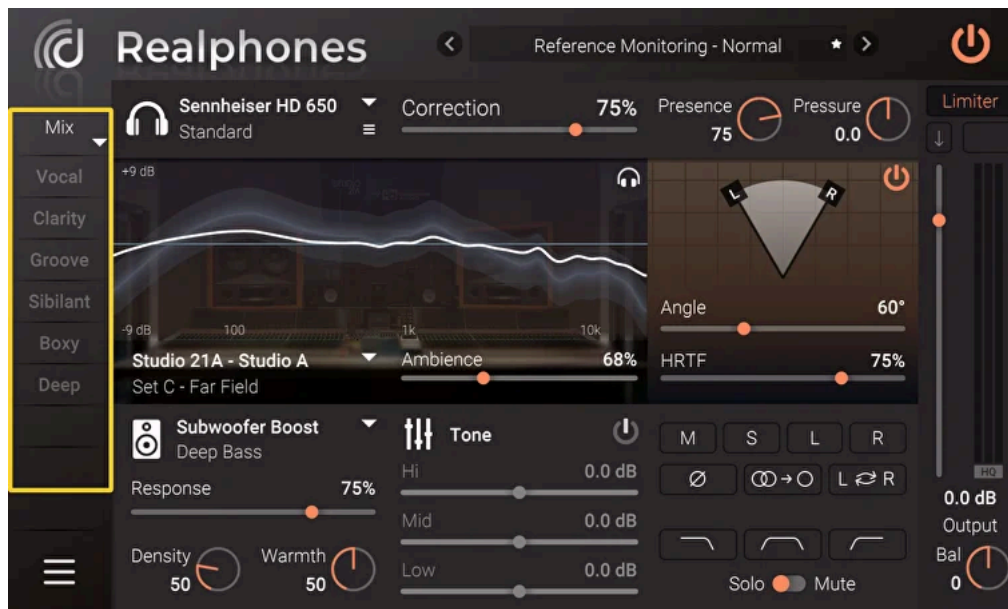 Realphones
Reference Monitoring - Normal
Mix
Vocal
Clarity
Groove
Sibilant
Boxy
Deep
Sennheiser HD 650
Standard
Correction 75%
Presence
75
Pressure
0.0
Limiter
+9 dB
-9 dB 100 1k 10k
Studio 21A - Studio A
Set C - Far Field
Ambience 68%
L R
Angle 60°
HRTF 75%
Subwoofer Boost
Deep Bass
Response 75%
Density
50
Warmth
50
Tone
Hi 0.0 dB
Mid 0.0 dB
Low 0.0 dB
M S L R
L R
Solo Mute
HQ
0.0 dB
Output
Bal
0